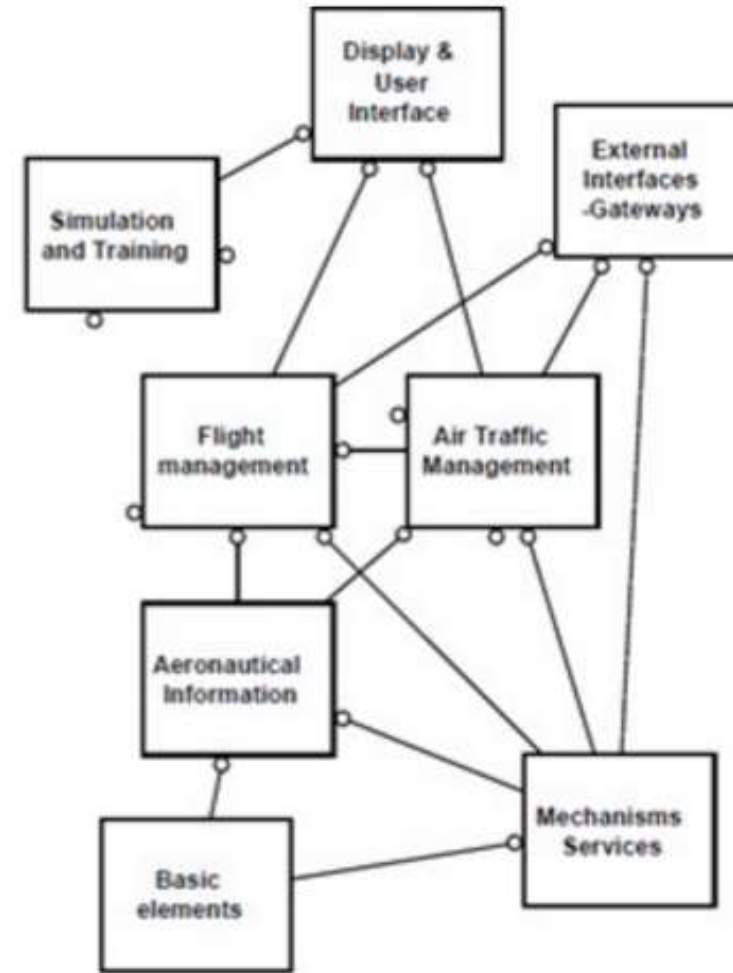 Display &
User
Interface
External
Interfaces
-Gateways
Simulation
and Training
Flight
management
Air Traffic
Management
Aeronautical
Information
Mechanisms
Services
Basic
elements